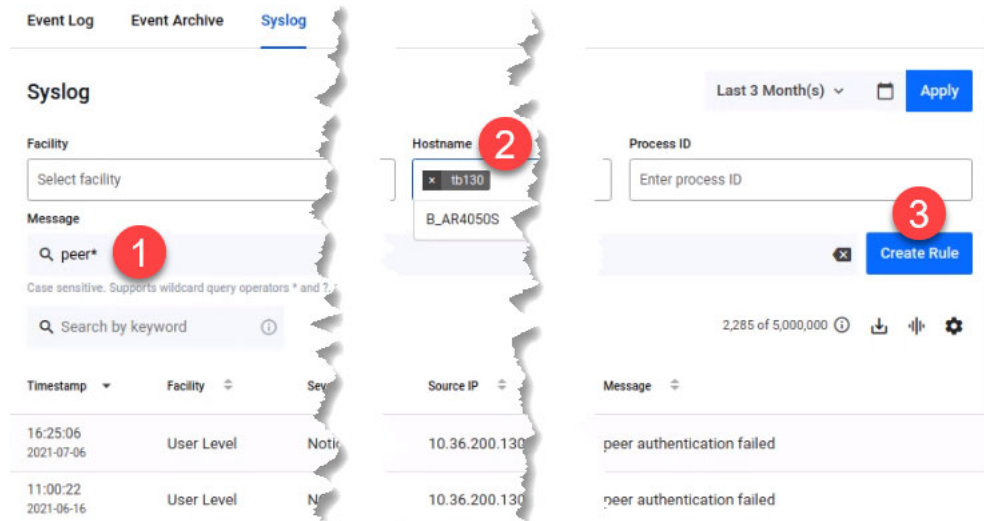 Event Log Event Archive Syslog
Syslog
Last 3 Month(s) Apply
Facility Hostname 2 Process ID
Select facility × tb130 Enter process ID
B_AR4050S
Message
3
peer* 1 Create Rule
Case sensitive. Supports wildcard query operators * and ?.
Search by keyword 2,285 of 5,000,000
Timestamp Facility Sev Source IP Message
16:25:06
2021-07-06
User Level Notic 10.36.200.130 peer authentication failed
11:00:22
2021-06-16
User Level 10.36.200.130 peer authentication failed